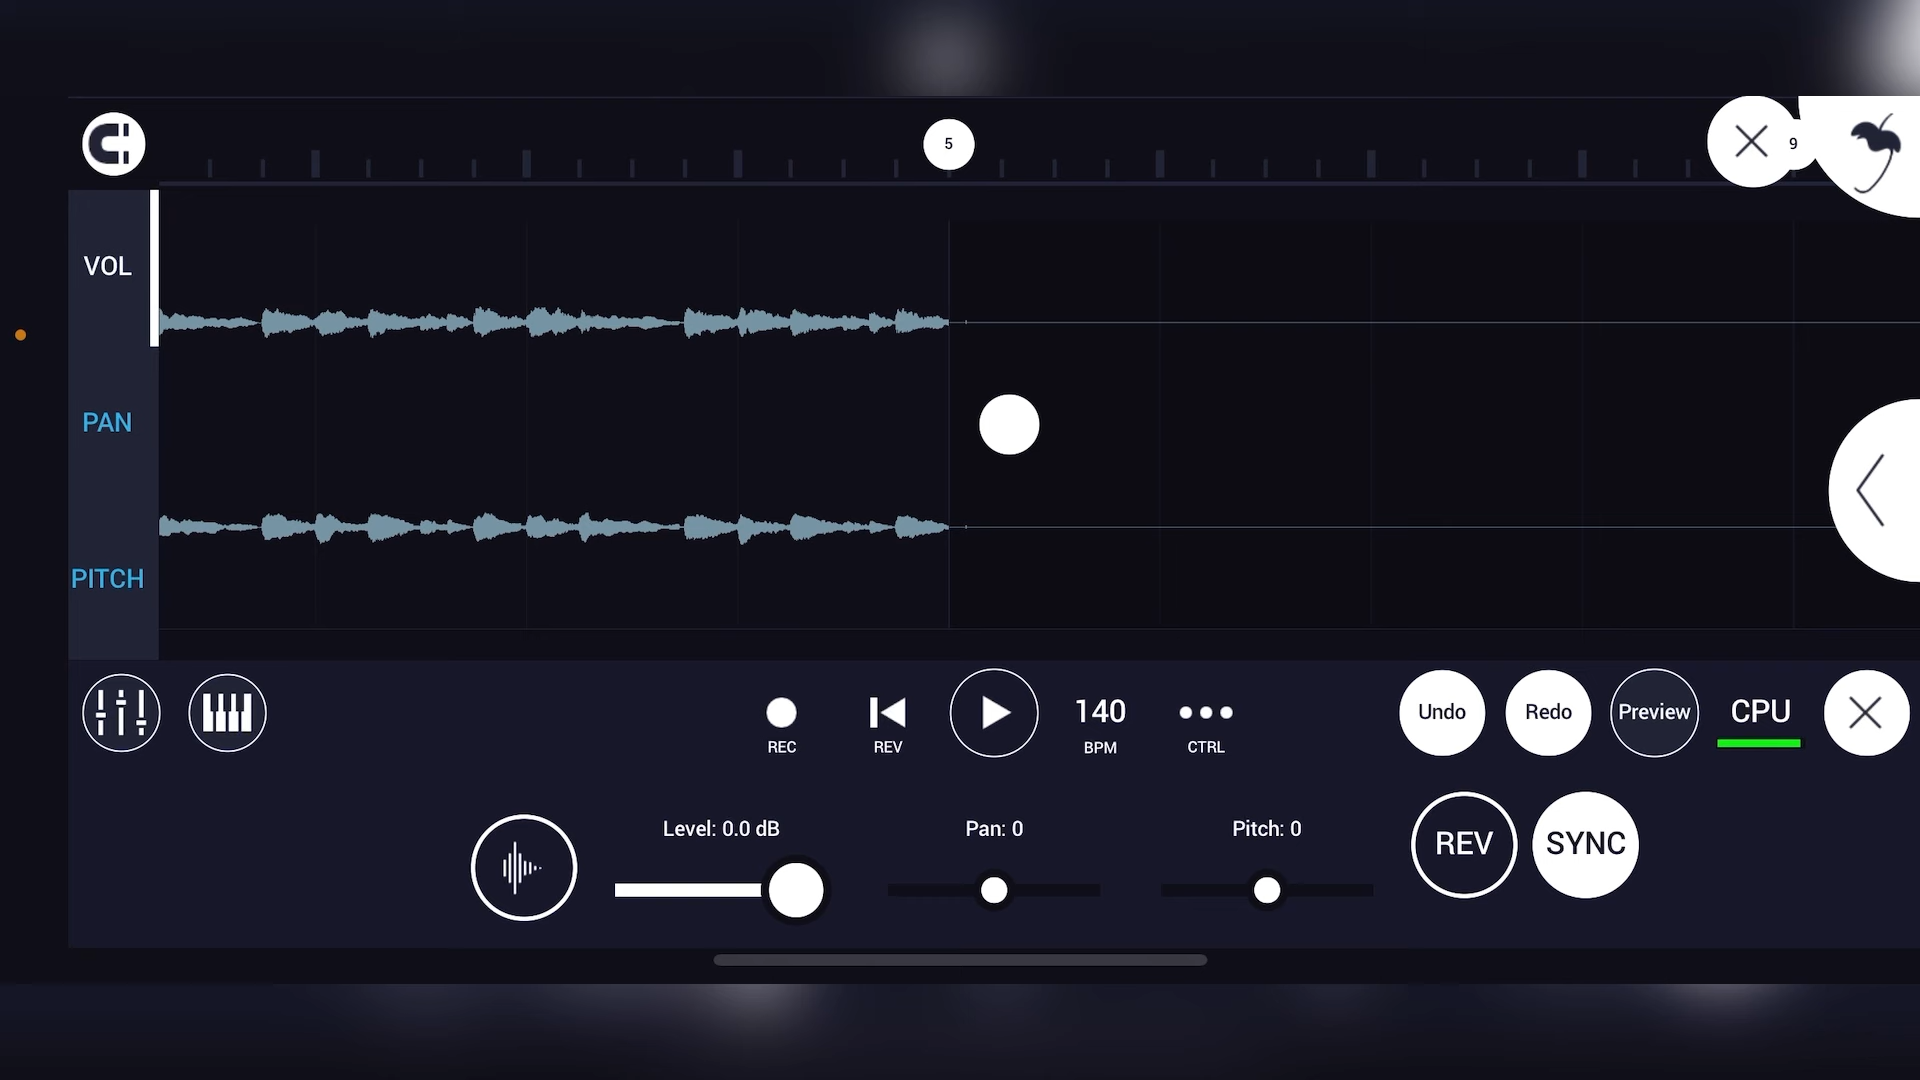 5
9
VOL
PAN
PITCH
REC
REV
140
BPM
CTRL
Undo
Redo
Preview
CPU
Level: 0.0 dB
Pan: 0
Pitch: 0
REV
SYNC